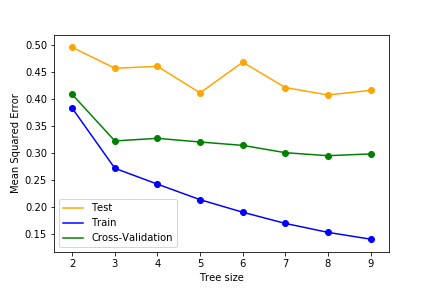 0.50
0.45
0.40
0.35
0.30
0.25
0.20
0.15
Mean Squared Error
Test
Train
Cross-Validation
2 3 4 5 6 7 8 9
Tree size